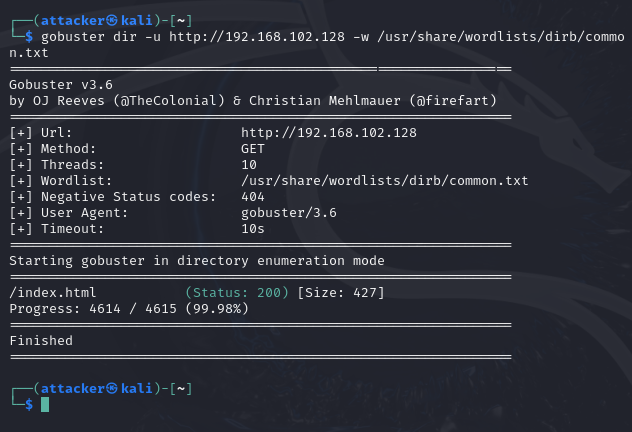 ┌──(attacker㉿kali)-[~]
└─$ gobuster dir -u http://192.168.102.128 -w /usr/share/wordlists/dirb/commo
n.txt
===============================================================
Gobuster v3.6
by OJ Reeves (@TheColonial) & Christian Mehlmauer (@firefart)
===============================================================
[+] Url:                     http://192.168.102.128
[+] Method:                  GET
[+] Threads:                 10
[+] Wordlist:                /usr/share/wordlists/dirb/common.txt
[+] Negative Status codes:   404
[+] User Agent:              gobuster/3.6
[+] Timeout:                 10s
===============================================================
Starting gobuster in directory enumeration mode
===============================================================
/index.html           (Status: 200) [Size: 427]
Progress: 4614 / 4615 (99.98%)
===============================================================
Finished
===============================================================
┌──(attacker㉿kali)-[~]
└─$